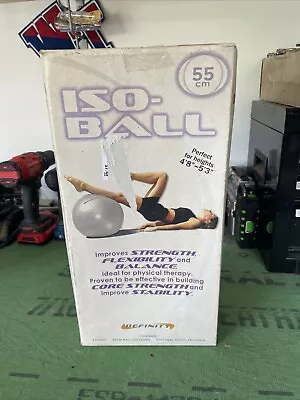 55
cm
ISO-
BALL
Perfect
for heights
4'8"-5'3"
Improves STRENGTH,
FLEXIBILITY and
BALANCE,
ideal for physical therapy.
Proven to be effective in building
CORE STRENGTH and
improve STABILITY.
DEFINITY